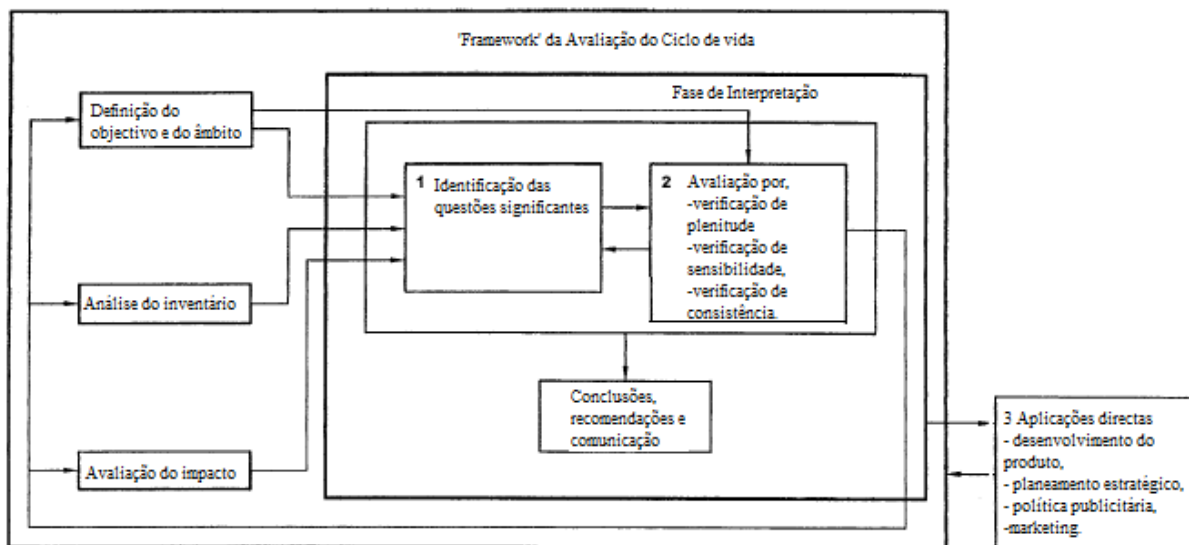 'Framework' da Avaliação do Ciclo de vida
Fase de Interpretação
Definição do
objectivo e do âmbito
1 Identificação das
questões significantes
2 Avaliação por,
-verificação de
plenitude
-verificação de
sensibilidade,
-verificação de
consistência.
Análise do inventário
Conclusões,
recomendações e
comunicação
Avaliação do impacto
3 Aplicações directas
- desenvolvimento do
produto,
- planeamento estratégico,
- política publicitária,
-marketing.